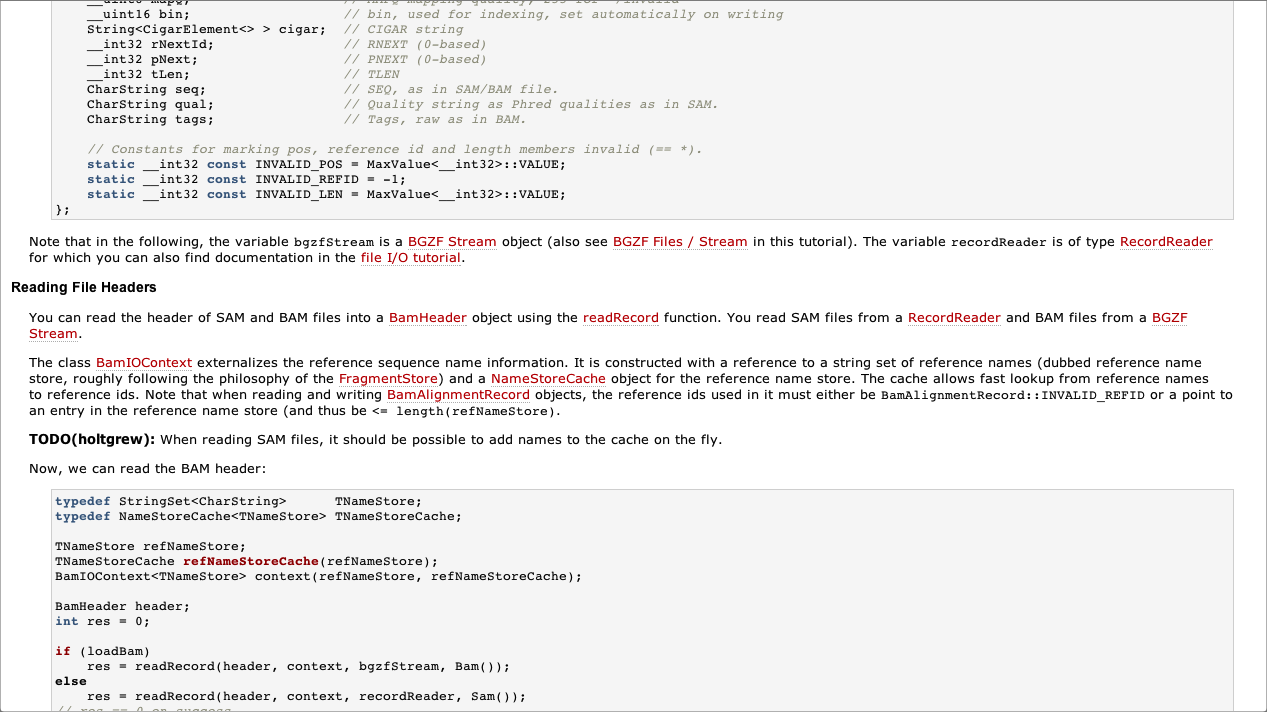 __uint16 bin;                   // bin, used for indexing, set automatically on writing
String<CigarElement<> > cigar;  // CIGAR string
__int32 rNextId;                // RNEXT (0-based)
__int32 pNext;                  // PNEXT (0-based)
__int32 tLen;                   // TLEN
CharString seq;                 // SEQ, as in SAM/BAM file.
CharString qual;                // Quality string as Phred qualities as in SAM.
CharString tags;                // Tags, raw as in BAM.
// Constants for marking pos, reference id and length members invalid (== *).
static __int32 const INVALID_POS = MaxValue<__int32>::VALUE;
static __int32 const INVALID_REFID = -1;
static __int32 const INVALID_LEN = MaxValue<__int32>::VALUE;
};
Note that in the following, the variable bgzfStream is a BGZF Stream object (also see BGZF Files / Stream in this tutorial). The variable recordReader is of type RecordReader
for which you can also find documentation in the file I/O tutorial.
Reading File Headers
You can read the header of SAM and BAM files into a BamHeader object using the readRecord function. You read SAM files from a RecordReader and BAM files from a BGZF
Stream.
The class BamIOContext externalizes the reference sequence name information. It is constructed with a reference to a string set of reference names (dubbed reference name
store, roughly following the philosophy of the FragmentStore) and a NameStoreCache object for the reference name store. The cache allows fast lookup from reference names
to reference ids. Note that when reading and writing BamAlignmentRecord objects, the reference ids used in it must either be BamAlignmentRecord::INVALID_REFID or a point to
an entry in the reference name store (and thus be <= length(refNameStore).
TODO(holtgrew): When reading SAM files, it should be possible to add names to the cache on the fly.
Now, we can read the BAM header:
typedef StringSet<CharString>      TNameStore;
typedef NameStoreCache<TNameStore> TNameStoreCache;
TNameStore refNameStore;
TNameStoreCache refNameStoreCache(refNameStore);
BamIOContext<TNameStore> context(refNameStore, refNameStoreCache);
BamHeader header;
int res = 0;
if (loadBam)
    res = readRecord(header, context, bgzfStream, Bam());
else
    res = readRecord(header, context, recordReader, Sam());